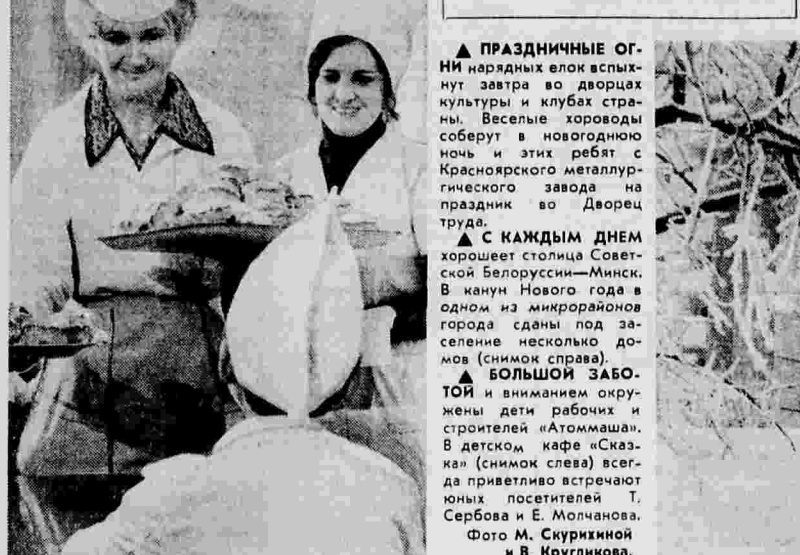 ▲ ПРАЗДНИЧНЫЕ ОГ-
НИ нарядных елок вспых-
нут завтра во дворцах
культуры и клубах стра-
ны. Веселые хороводы
соберут в новогоднюю
ночь и этих ребят с
Красноярского металлур-
гического завода на
праздник во Дворец
труда.
▲ С КАЖДЫМ ДНЕМ
хорошеет столица Совет-
ской Белоруссии—Минск.
В канун Нового года в
одном из микрорайонов
города сданы под за-
селение несколько до-
мов (снимок справа).
▲ БОЛЬШОЙ ЗАБО-
ТОЙ и вниманием окру-
жены дети рабочих и
строителей «Атоммаша».
В детском кафе «Сказ-
ка» (снимок слева) всег-
да приветливо встречают
юных посетителей Т.
Сербова и Е. Молчанова.
Фото М. Скурихиной
и В. Кругликова.